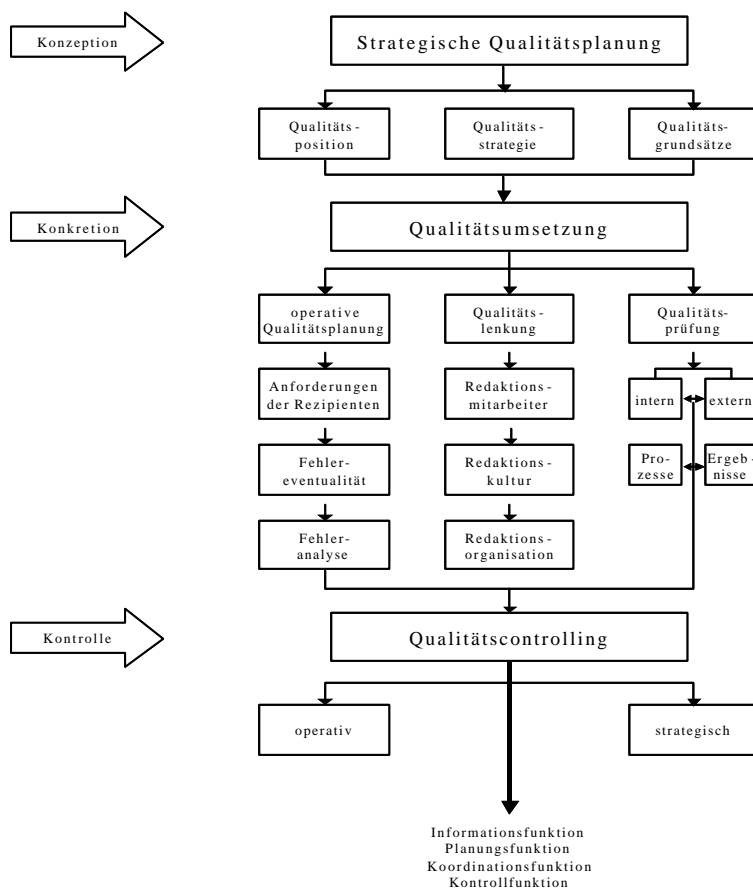 Konzeption
Strategische Qualitätsplanung
Qualitäts-
position
Qualitäts-
strategie
Qualitäts-
grundsätze
Konkretion
Qualitätsumsetzung
operative
Qualitätsplanung
Qualitäts-
lenkung
Qualitäts-
prüfung
Anforderungen
der Rezipienten
Redaktions-
mitarbeiter
intern
extern
Fehler-
eventualität
Redaktions-
kultur
Pro-
zesse
Ergeb-
nisse
Fehler-
analyse
Redaktions-
organisation
Kontrolle
Qualitätscontrolling
operativ
strategisch
Informationsfunktion
Planungsfunktion
Koordinationsfunktion
Kontrollfunktion